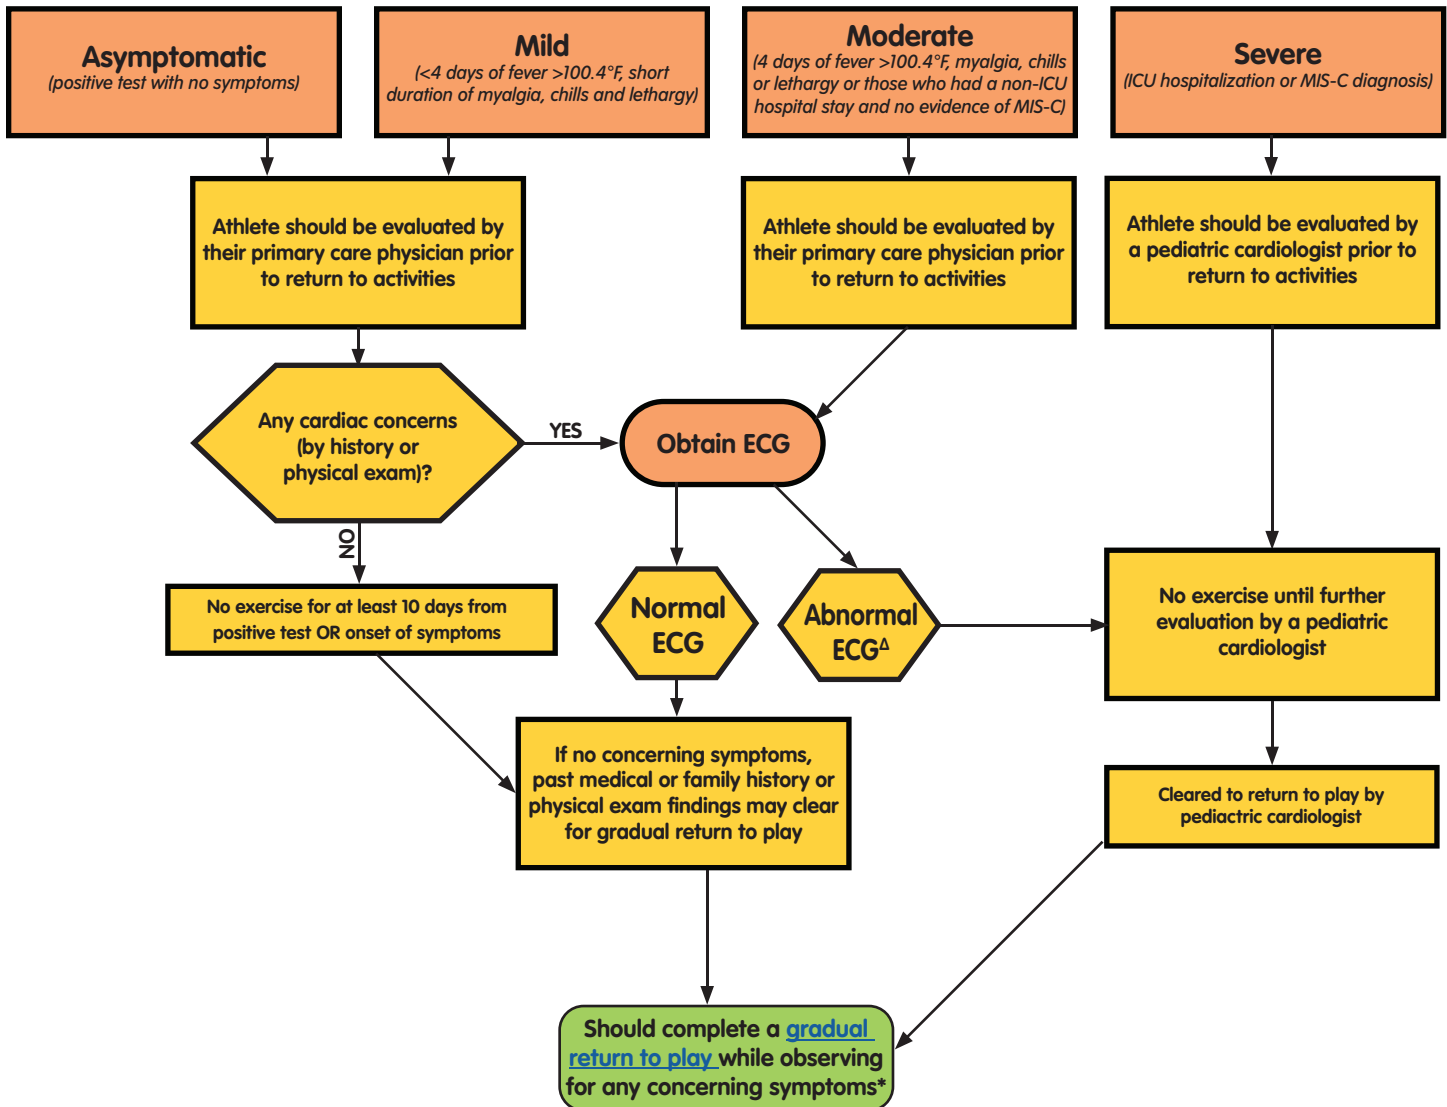 Asymptomatic
(positive test with no symptoms)
Mild
(<4 days of fever >100.4°F, short
duration of myalgia, chills and lethargy)
Moderate
(4 days of fever >100.4°F, myalgia, chills
or lethargy or those who had a non-ICU
hospital stay and no evidence of MIS-C)
Severe
(ICU hospitalization or MIS-C diagnosis)
Athlete should be evaluated by
their primary care physician prior
to return to activities
Athlete should be evaluated by
their primary care physician prior
to return to activities
Athlete should be evaluated by
a pediatric cardiologist prior to
return to activities
Any cardiac concerns
(by history or
physical exam)?
YES
Obtain ECG
NO
No exercise for at least 10 days from
positive test OR onset of symptoms
Normal
ECG
Abnormal
ECGΔ
No exercise until further
evaluation by a pediatric
cardiologist
If no concerning symptoms,
past medical or family history or
physical exam findings may clear
for gradual return to play
Cleared to return to play by
pediactric cardiologist
Should complete a gradual
return to play while observing
for any concerning symptoms*